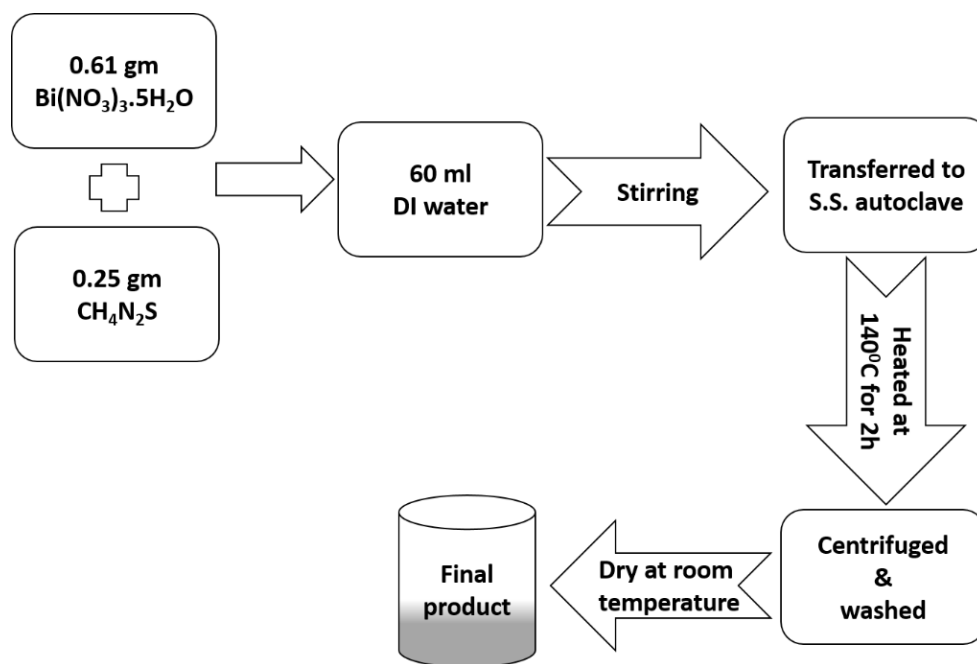 0.61 gm
Bi(NO₃)₃.5H₂O
0.25 gm
CH₄N₂S
60 ml
DI water
Stirring
Transferred to
S.S. autoclave
Heated at
140⁰C for 2h
Centrifuged
&
washed
Dry at room
temperature
Final
product